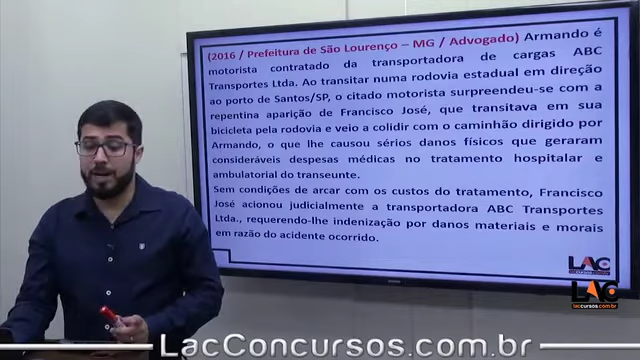 (2016 / Prefeitura de São Lourenço – MG / Advogado) Armando é
motorista contratado da transportadora de cargas ABC
Transportes Ltda. Ao transitar numa rodovia estadual em direção
ao porto de Santos/SP, o citado motorista surpreendeu-se com a
repentina aparição de Francisco José, que transitava em sua
bicicleta pela rodovia e veio a colidir com o caminhão dirigido por
Armando, o que lhe causou sérios danos físicos que geraram
consideráveis despesas médicas no tratamento hospitalar e
ambulatorial do transeunte.
Sem condições de arcar com os custos do tratamento, Francisco
José acionou judicialmente a transportadora ABC Transportes
Ltda., requerendo-lhe indenização por danos materiais e morais
em razão do acidente ocorrido.
LAC
LAC
laccursos.com.br
LacConcursos.com.br